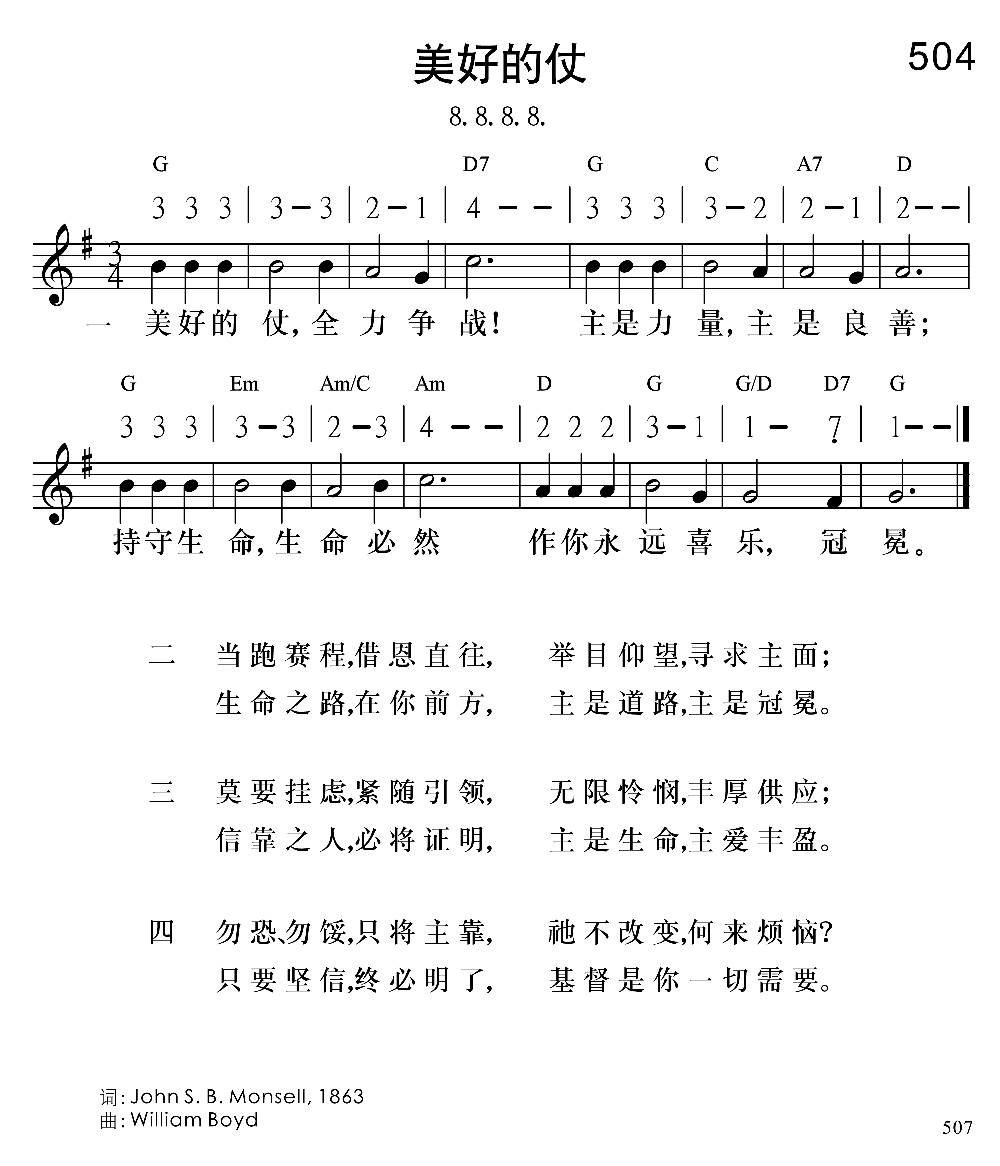 美好的仗
504
8. 8. 8. 8.
G D7 G C A7 D
3 3 3 | 3 – 3 | 2 – 1 | 4 – – | 3 3 3 | 3 – 2 | 2 – 1 | 2 – – |
3/4
一 美好的 仗, 全 力 争 战! 主是力 量, 主 是 良 善;
G Em Am/C Am D G G/D D7 G
3 3 3 | 3 – 3 | 2 – 3 | 4 – – | 2 2 2 | 3 – 1 | 1 – 7̣ | 1 – – ‖
持守生 命, 生 命 必 然 作你永 远 喜 乐, 冠 冕。
二 当跑赛程,借恩直往, 举目仰望,寻求主面;
生命之路,在你前方, 主是道路,主是冠冕。
三 莫要挂虑,紧随引领, 无限怜悯,丰厚供应;
信靠之人,必将证明, 主是生命,主爱丰盈。
四 勿恐、勿馁,只将主靠, 祂不改变,何来烦恼?
只要坚信,终必明了, 基督是你一切需要。
词: John S. B. Monsell, 1863
曲: William Boyd
507